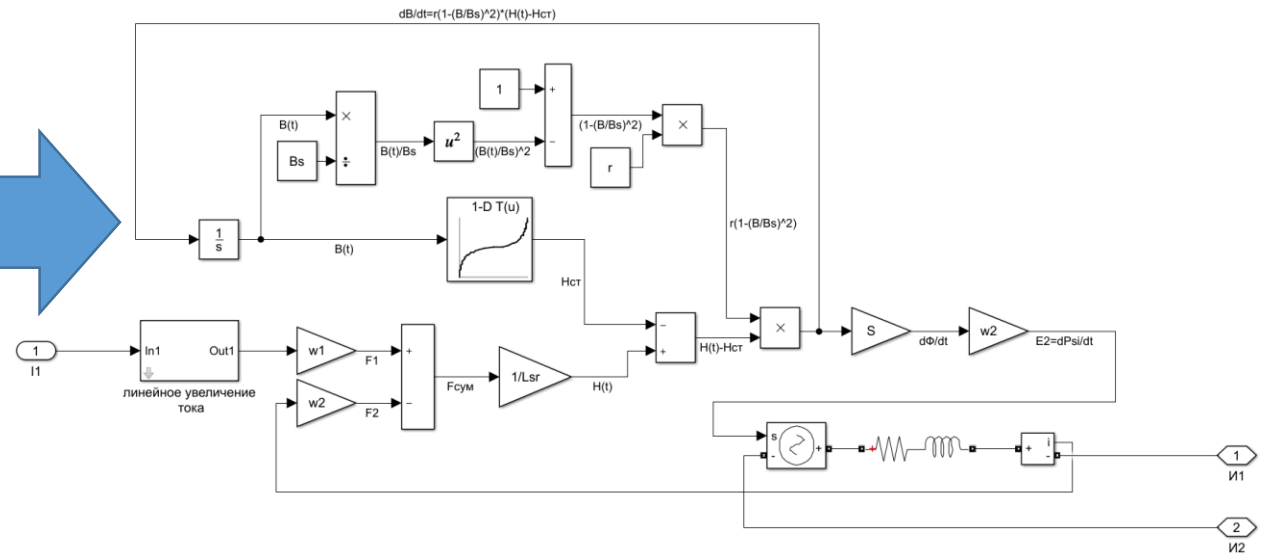 dB/dt=r(1-(B/Bs)^2)*(H(t)-Hст)
1
+
B(t)
×
(1-(B/Bs)^2)
×
Bs
÷
B(t)/Bs
u²
(B(t)/Bs)^2
−
r
1-D T(u)
r(1-(B/Bs)^2)
1
s
B(t)
Hст
−
×
S
w2
1
In1
Out1
w1
+
+
H(t)-Hст
dФ/dt
E2=dPsi/dt
I1
F1
1/Lsr
линейное увеличение
тока
Fсум
H(t)
w2
−
F2
s
-
+
+
i
-
1
И1
2
И2